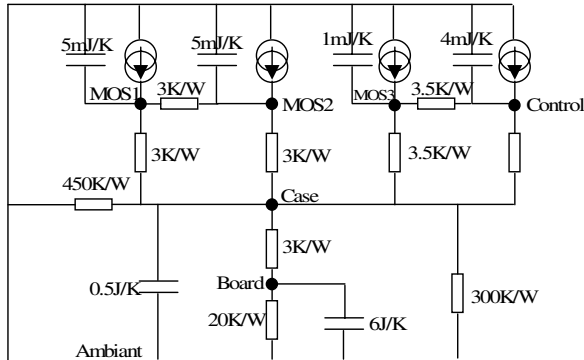 5mJ/K 5mJ/K 1mJ/K 4mJ/K
MOS1 3K/W MOS2 MOS3 3.5K/W Control
3K/W 3K/W 3.5K/W
450K/W
Case
3K/W
0.5J/K Board 300K/W
20K/W 6J/K
Ambiant